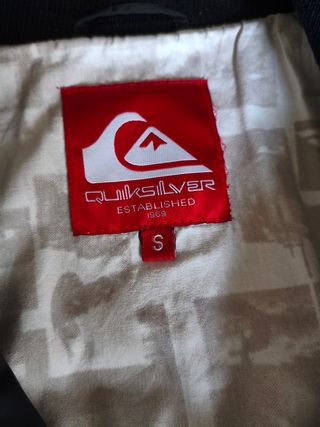 QUIKSILVER
ESTABLISHED
1969
S